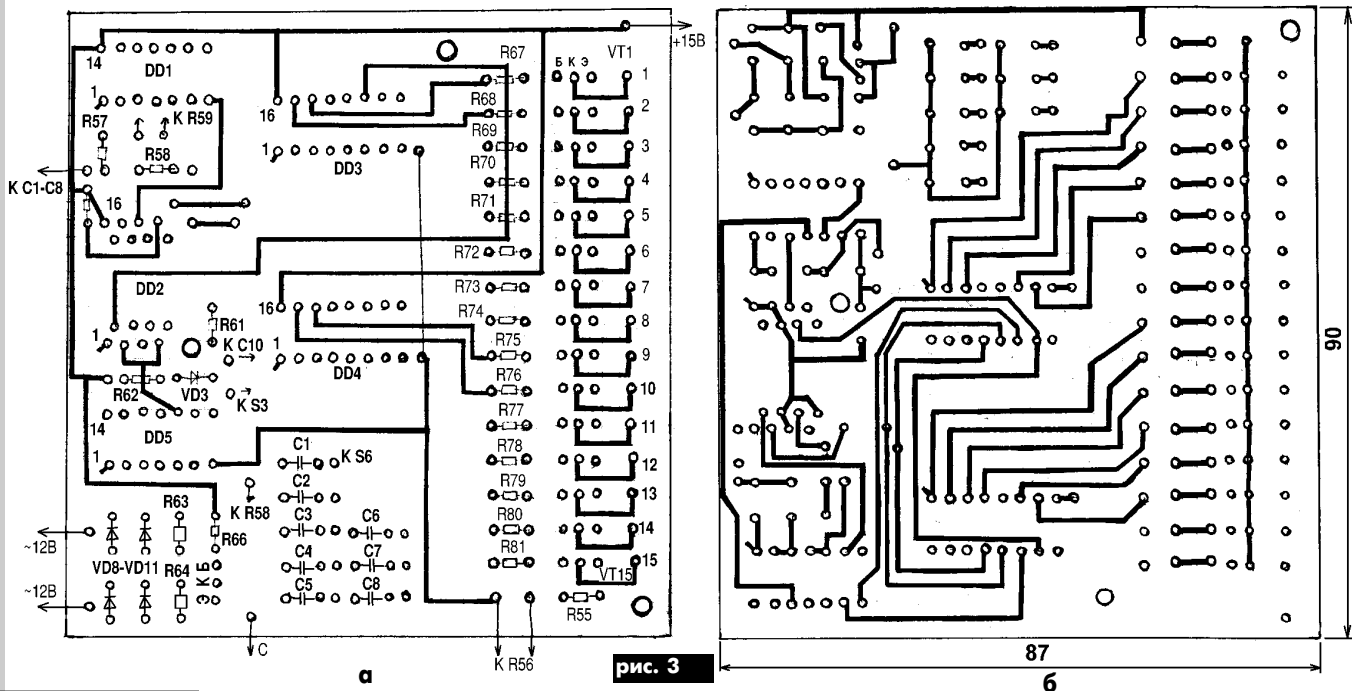 +15В
R67
VT1
14
DD1
Б К Э
1
R68
16
2
1
R57
К R59
R69
3
R58
1
DD3
R70
4
К С1-С8
16
R71
5
R72
6
DD2
R73
7
16
R74
8
1
R61
К С10
R75
9
1
DD4
R62
VD3
R76
10
К S3
14
DD5
R77
11
1
C1
К S6
R78
12
C2
R79
13
R63
К R58
C3
C6
R80
14
~12В
R66
VD8-VD11
R64
C4
C7
R81
15
VT15
Э К Б
~12В
C5
C8
R55
С
К R56
а
рис. 3
87
90
б